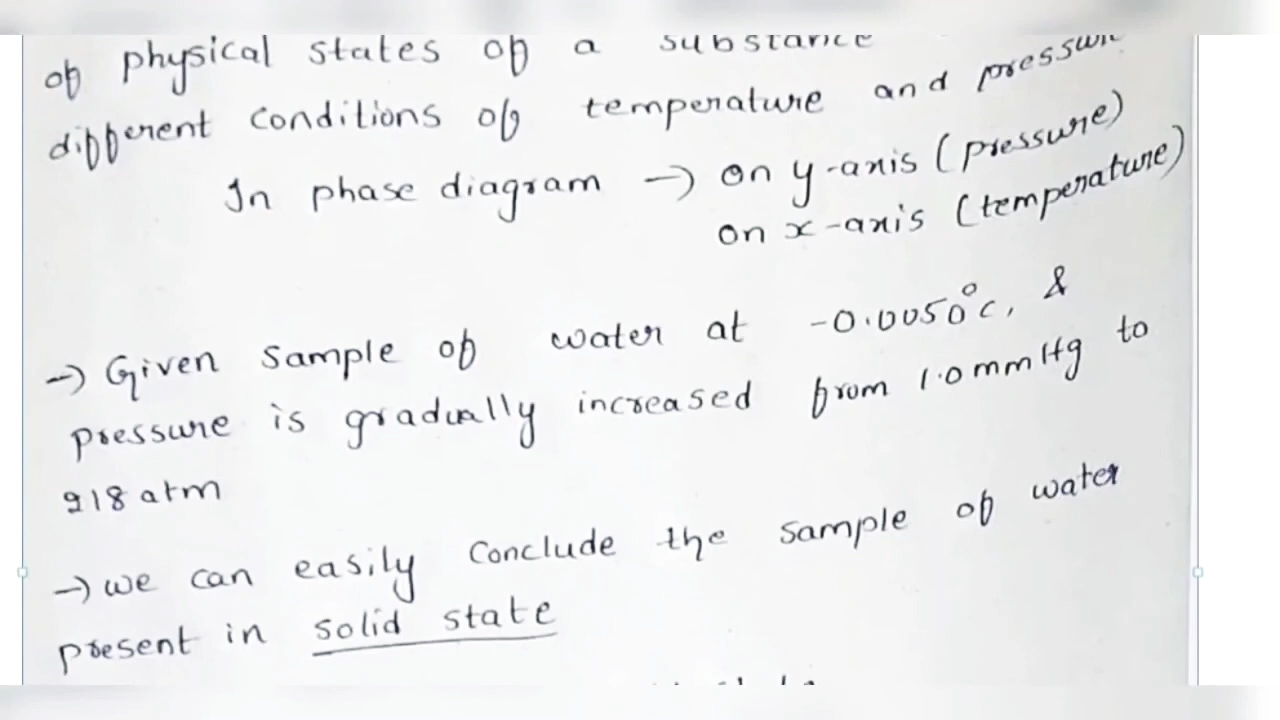 of physical states of a substance
different conditions of temperature and pressure
In phase diagram → on y-axis (pressure)
on x-axis (temperature)
→ Given sample of water at -0.0050°C, &
pressure is gradually increased from 1.0 mm Hg to
218 atm
→ we can easily conclude the sample of water
present in solid state